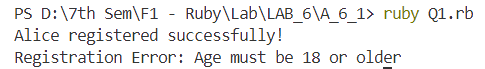 PS D:\7th Sem\F1 - Ruby\Lab\LAB_6\A_6_1> ruby Q1.rb
Alice registered successfully!
Registration Error: Age must be 18 or older